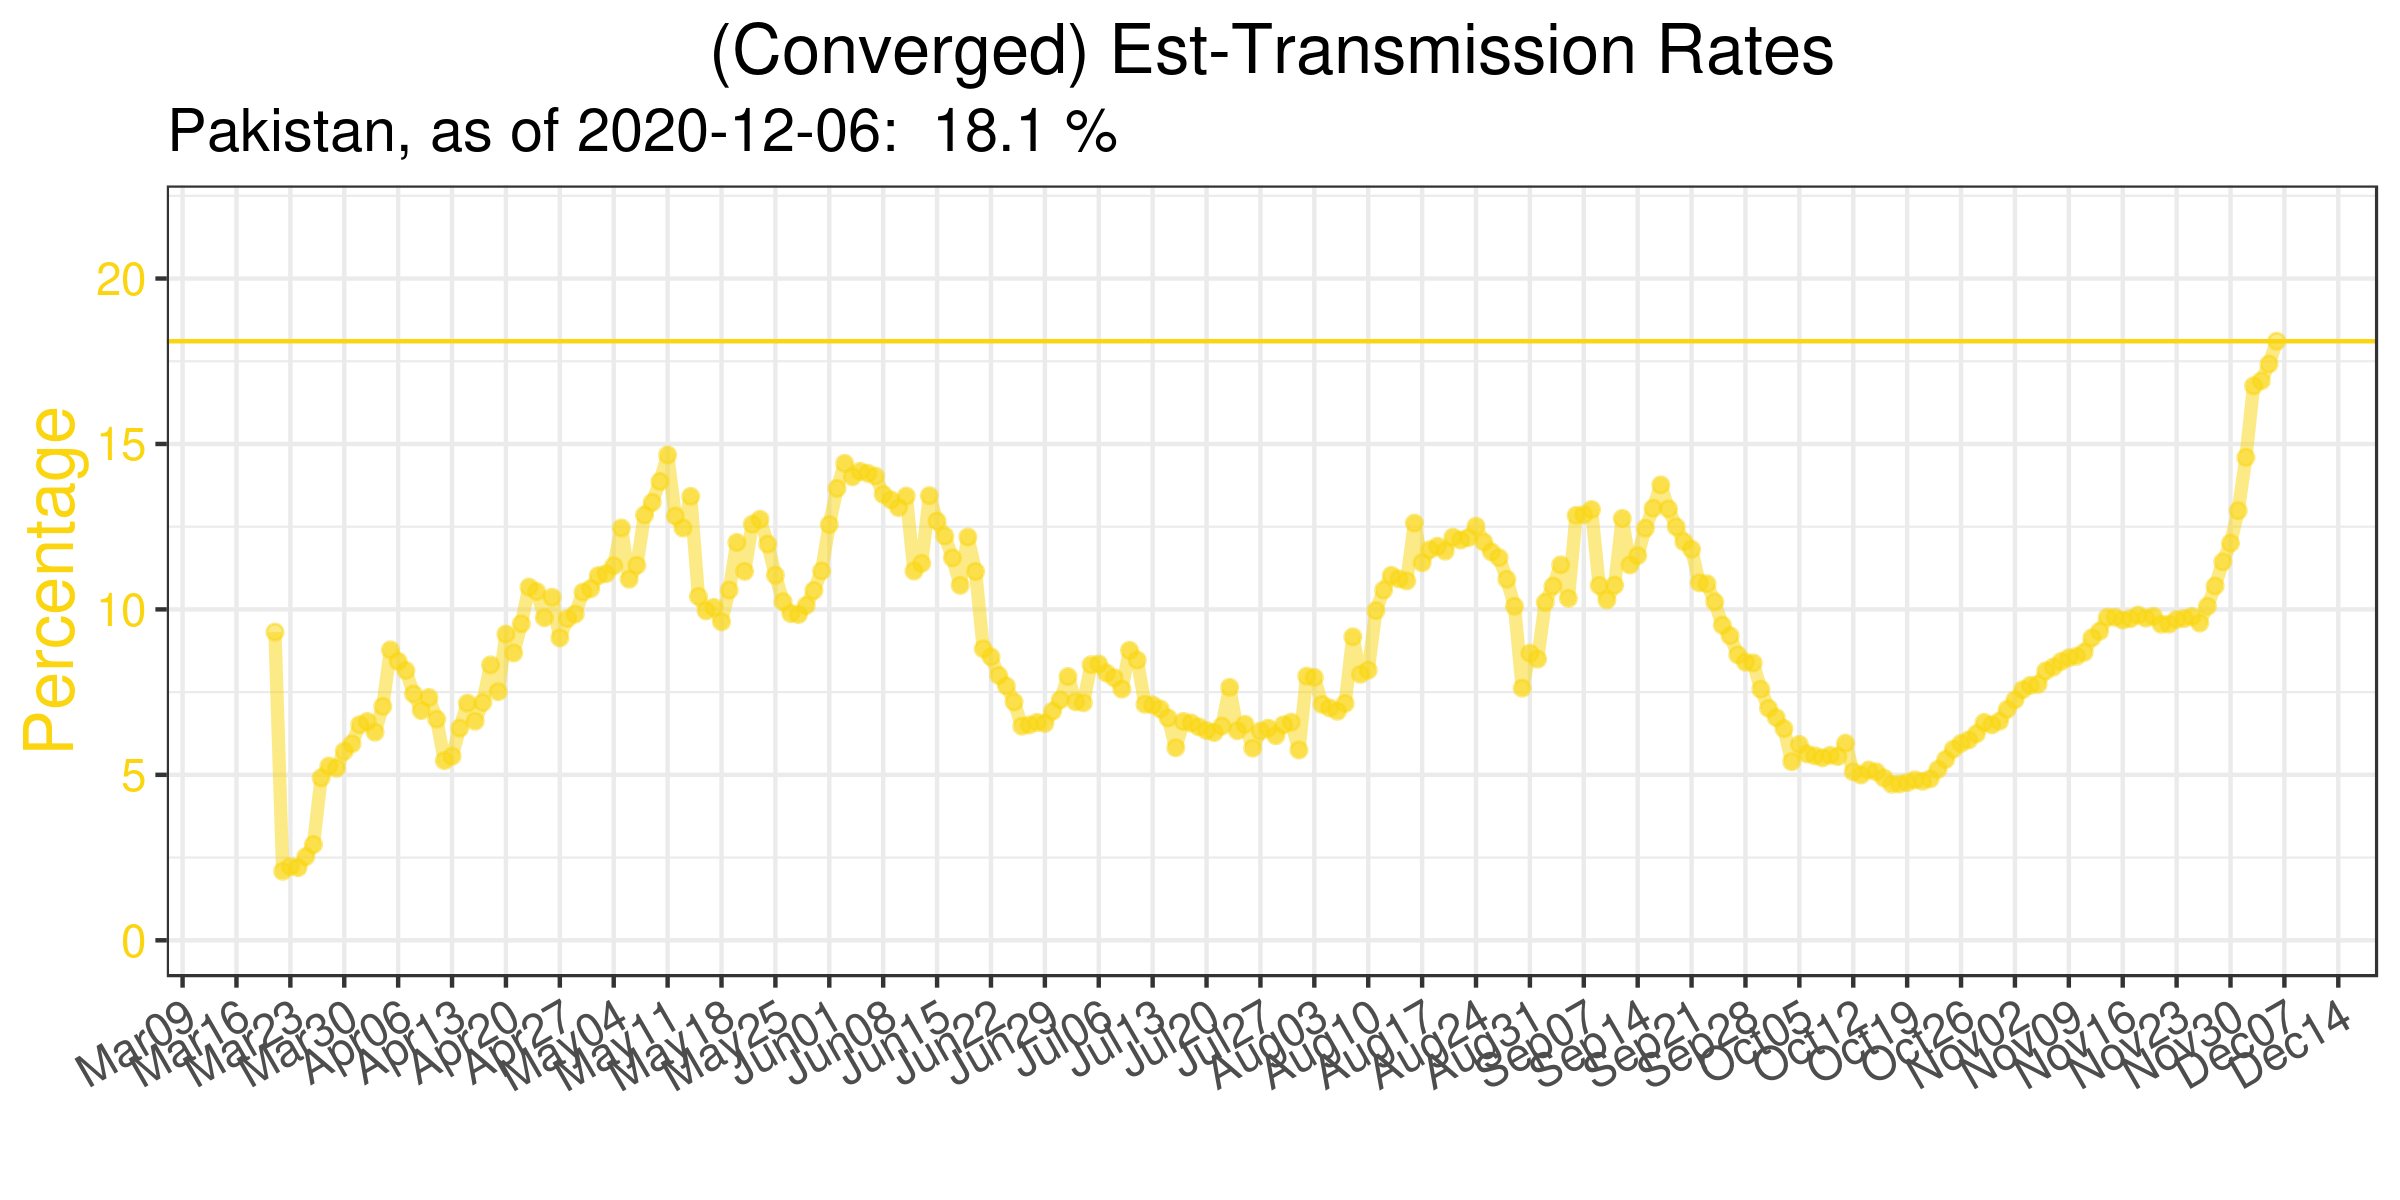 (Converged) Est-Transmission Rates
Pakistan, as of 2020-12-06:  18.1 %
Percentage
20
15
10
5
0
Mar09 Mar16 Mar23 Mar30 Apr06 Apr13 Apr20 Apr27 May04 May11 May18 May25 Jun01 Jun08 Jun15 Jun22 Jun29 Jul06 Jul13 Jul20 Jul27 Aug03 Aug10 Aug17 Aug24 Aug31 Sep07 Sep14 Sep21 Sep28 Oct05 Oct12 Oct19 Oct26 Nov02 Nov09 Nov16 Nov23 Nov30 Dec07 Dec14